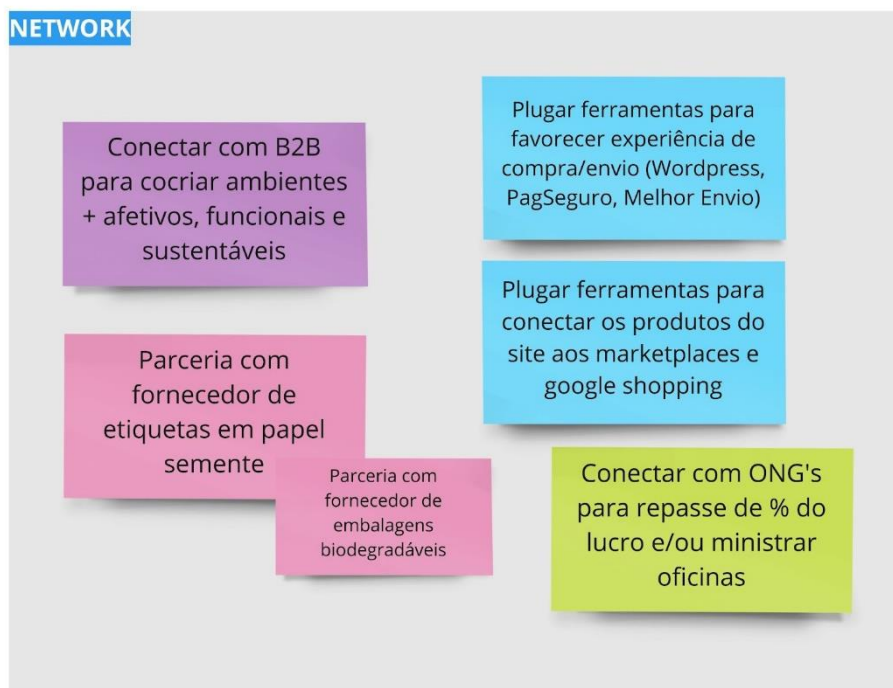 NETWORK
Conectar com B2B
para cocriar ambientes
+ afetivos, funcionais e
sustentáveis
Parceria com
fornecedor de
etiquetas em papel
semente
Parceria com
fornecedor de
embalagens
biodegradáveis
Plugar ferramentas para
favorecer experiência de
compra/envio (Wordpress,
PagSeguro, Melhor Envio)
Plugar ferramentas para
conectar os produtos do
site aos marketplaces e
google shopping
Conectar com ONG's
para repasse de % do
lucro e/ou ministrar
oficinas